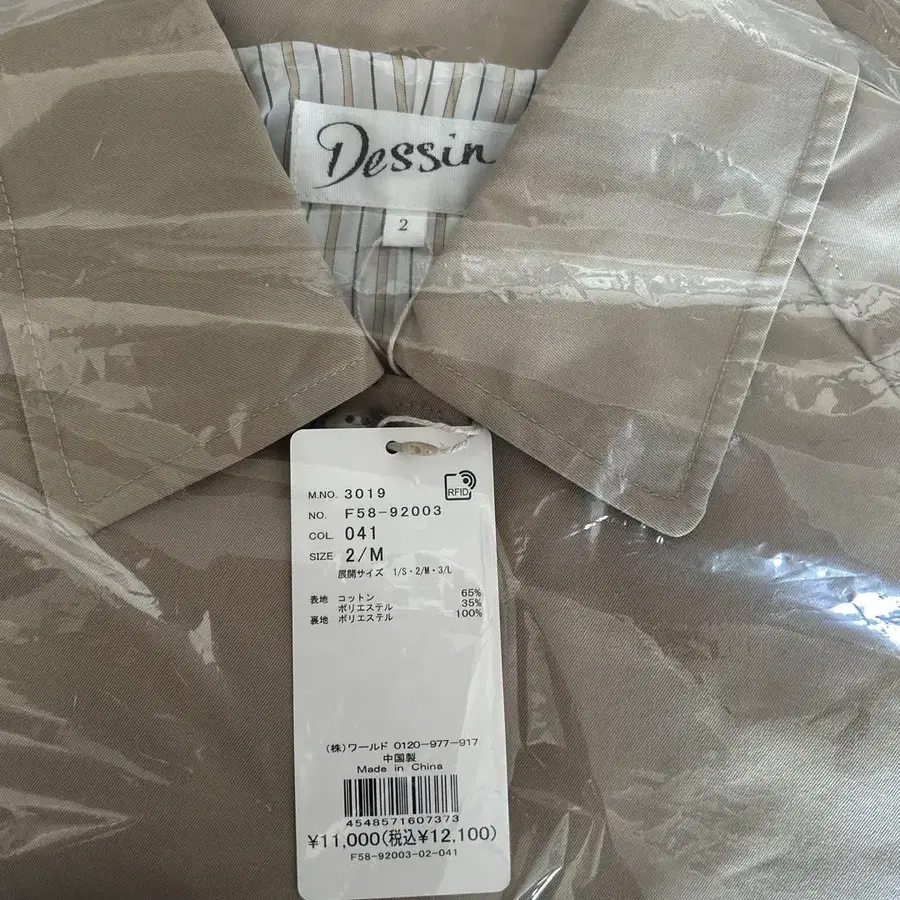 Dessin
2
M.NO. 3019
RFID
NO. F58-92003
COL. 041
SIZE 2/M
展開サイズ 1/S・2/M・3/L
表地 コットン 65%
ポリエステル 35%
裏地 ポリエステル 100%
(株)ワールド 0120-977-917
中国製
Made in China
4548571607373
¥11,000(税込¥12,100)
F58-92003-02-041